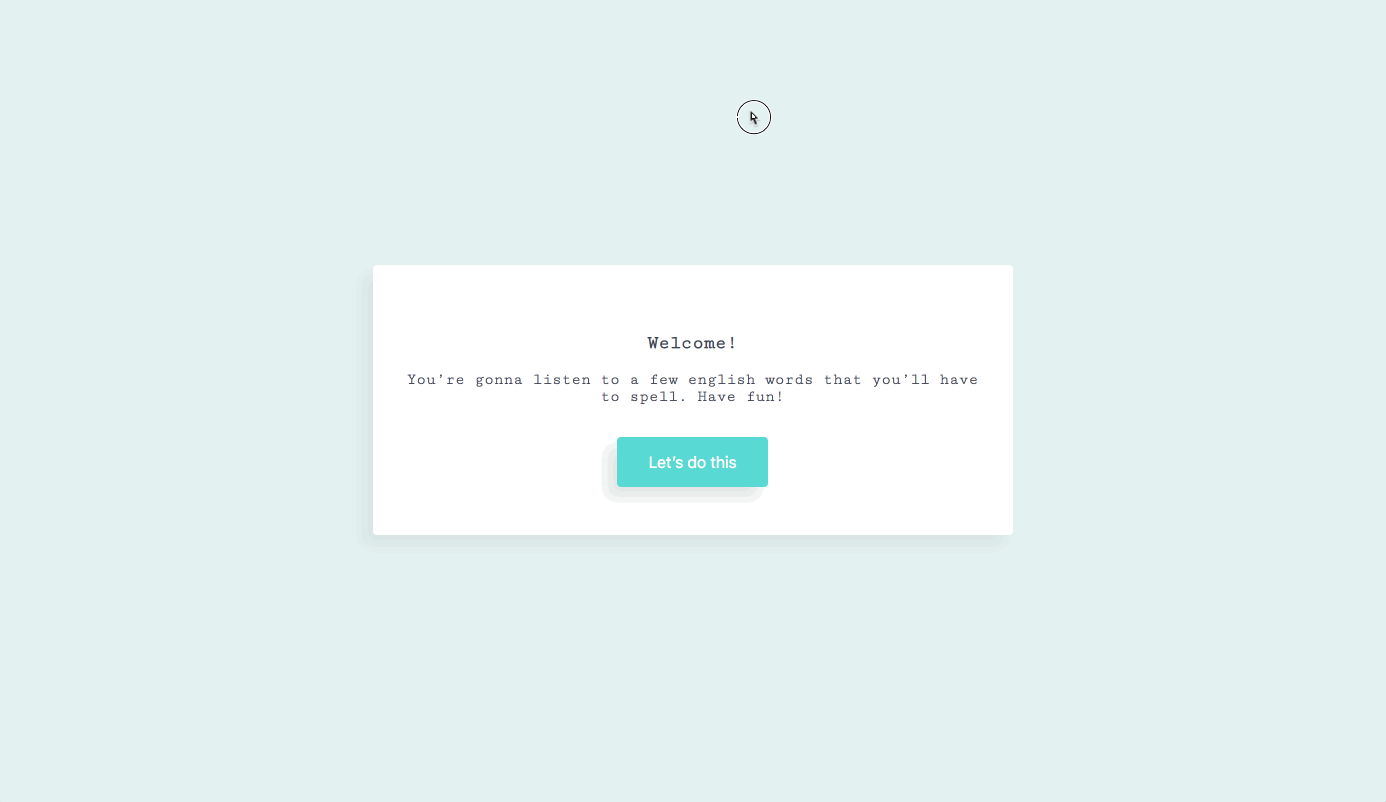 Welcome!
You’re gonna listen to a few english words that you’ll have
to spell. Have fun!
Let's do this